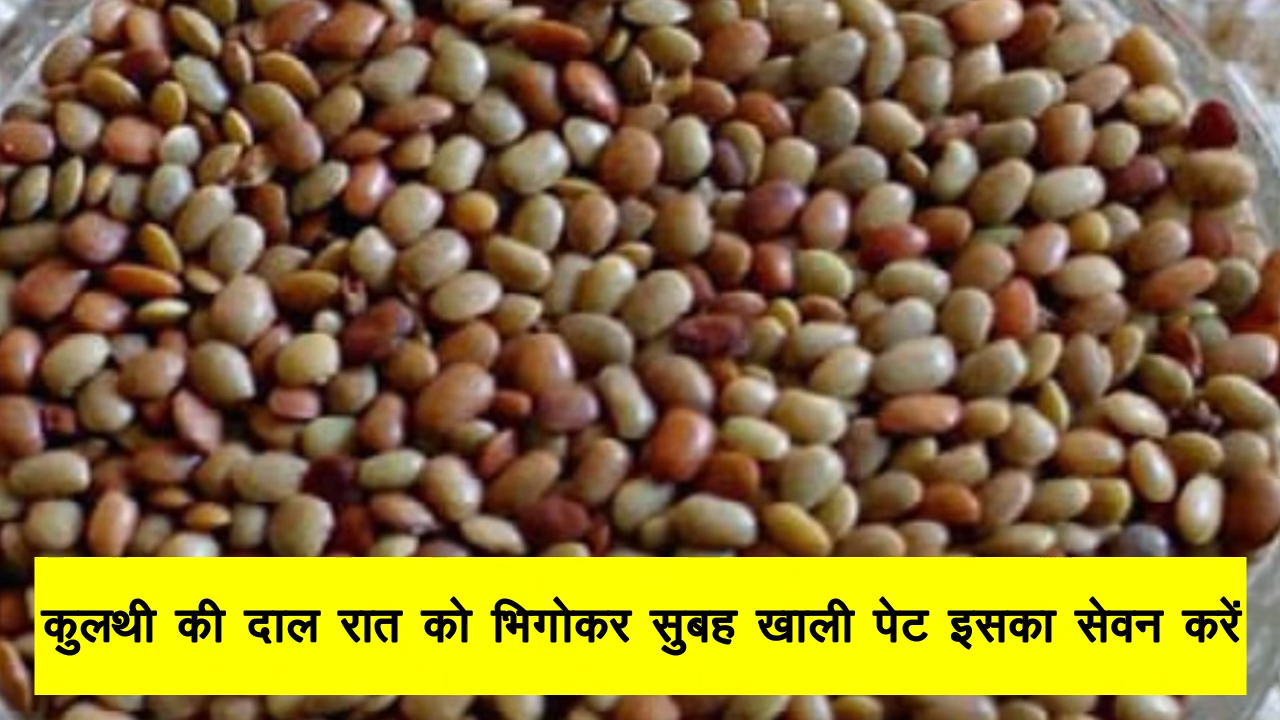 कुलथी की दाल रात को भिगोकर सुबह खाली पेट इसका सेवन करें